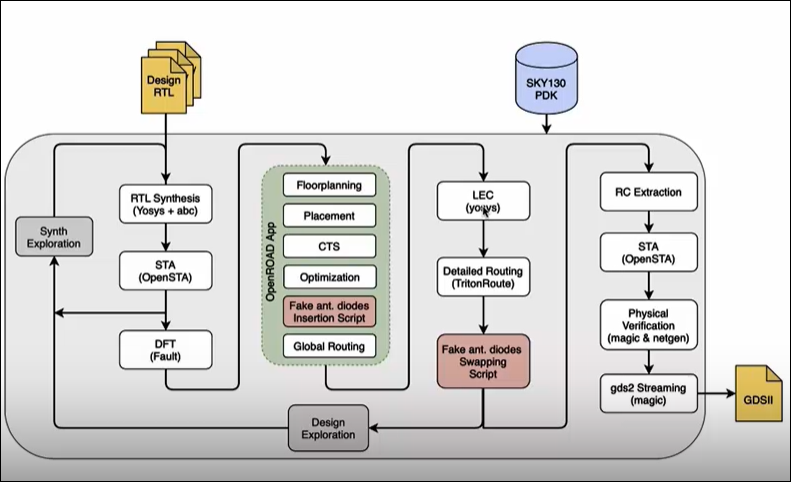 Design
RTL
SKY130
PDK
RTL Synthesis
(Yosys + abc)
Synth
Exploration
STA
(OpenSTA)
DFT
(Fault)
OpenROAD App
Floorplanning
Placement
CTS
Optimization
Fake ant. diodes
Insertion Script
Global Routing
LEC
(yosys)
Detailed Routing
(TritonRoute)
Fake ant. diodes
Swapping
Script
Design
Exploration
RC Extraction
STA
(OpenSTA)
Physical
Verification
(magic & netgen)
gds2 Streaming
(magic)
GDSII